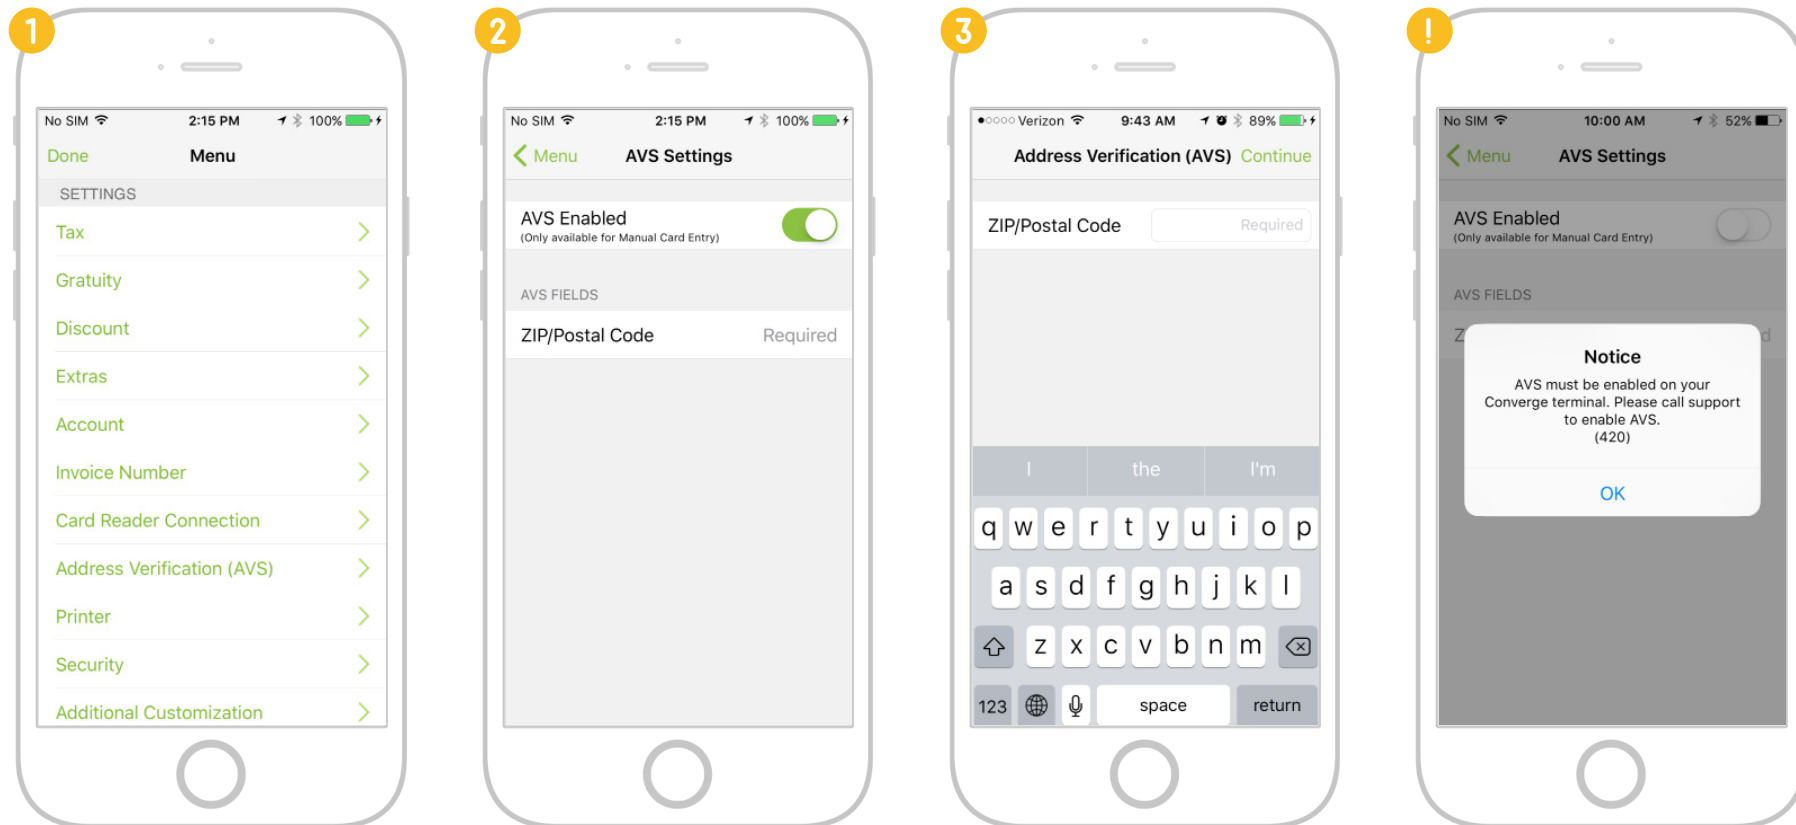 1
No SIM 2:15 PM 100%
Done Menu
SETTINGS
Tax
Gratuity
Discount
Extras
Account
Invoice Number
Card Reader Connection
Address Verification (AVS)
Printer
Security
Additional Customization
2
No SIM 2:15 PM 100%
Menu AVS Settings
AVS Enabled
(Only available for Manual Card Entry)
AVS FIELDS
ZIP/Postal Code Required
3
Verizon 9:43 AM 89%
Address Verification (AVS) Continue
ZIP/Postal Code Required
I the I'm
q w e r t y u i o p
a s d f g h j k l
z x c v b n m
123 space return
!
No SIM 10:00 AM 52%
Menu AVS Settings
AVS Enabled
(Only available for Manual Card Entry)
AVS FIELDS
Z d
Notice
AVS must be enabled on your
Converge terminal. Please call support
to enable AVS.
(420)
OK